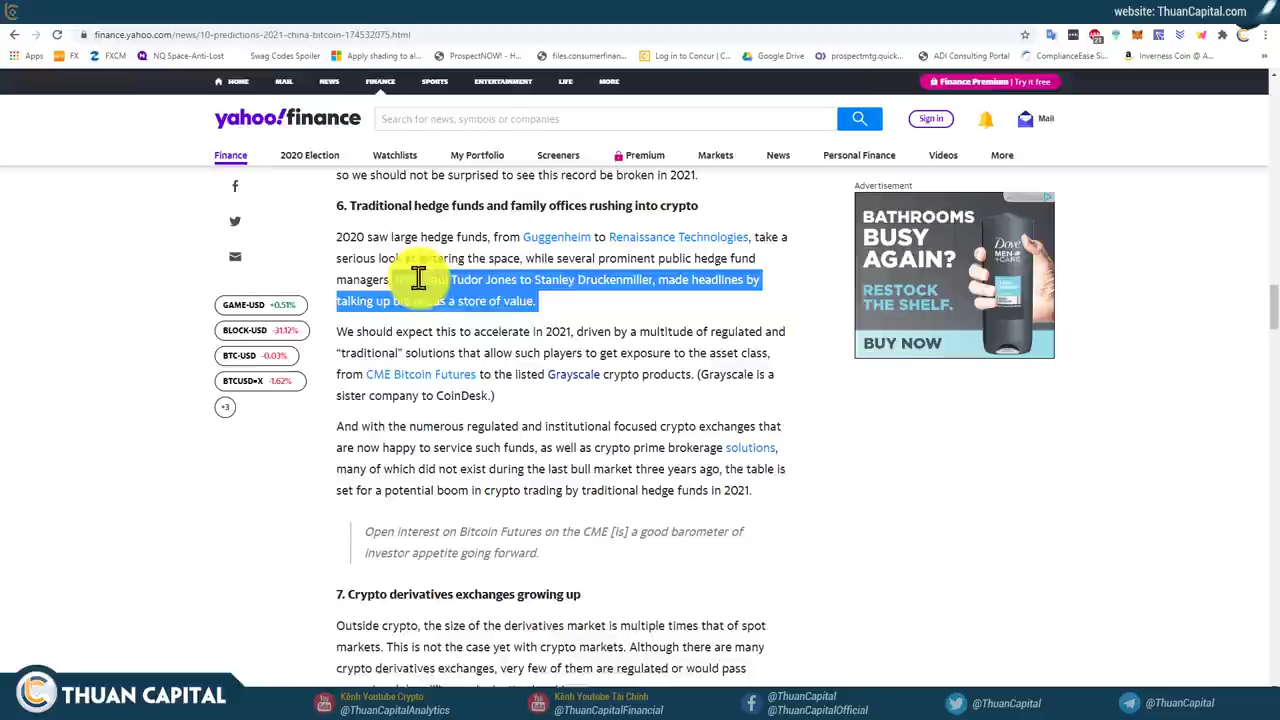 website: ThuanCapital.com
finance.yahoo.com/news/10-predictions-2021-china-bitcoin-174532075.html
Apps FX FXCM NQ Space-Anti-Lost Swag Codes Spoiler Apply shading to al... ProspectNOW! - K... files.consumerfinan... Log in to Concur | C... Google Drive prospectmtg.quick... ADI Consulting Portal ComplianceEase Si... Inverness Coin @ A...
HOME MAIL NEWS FINANCE SPORTS ENTERTAINMENT LIFE MORE
Finance Premium | Try it free
yahoo!finance
Search for news, symbols or companies
Sign in
Mail
Finance 2020 Election Watchlists My Portfolio Screeners Premium Markets News Personal Finance Videos More
so we should not be surprised to see this record be broken in 2021.
6. Traditional hedge funds and family offices rushing into crypto
2020 saw large hedge funds, from Guggenheim to Renaissance Technologies, take a
serious look at entering the space, while several prominent public hedge fund
managers, Tudor Jones to Stanley Druckenmiller, made headlines by
talking up as a store of value.
We should expect this to accelerate in 2021, driven by a multitude of regulated and
“traditional” solutions that allow such players to get exposure to the asset class,
from CME Bitcoin Futures to the listed Grayscale crypto products. (Grayscale is a
sister company to CoinDesk.)
And with the numerous regulated and institutional focused crypto exchanges that
are now happy to service such funds, as well as crypto prime brokerage solutions,
many of which did not exist during the last bull market three years ago, the table is
set for a potential boom in crypto trading by traditional hedge funds in 2021.
Open interest on Bitcoin Futures on the CME [is] a good barometer of
investor appetite going forward.
7. Crypto derivatives exchanges growing up
Outside crypto, the size of the derivatives market is multiple times that of spot
markets. This is not the case yet with crypto markets. Although there are many
crypto derivatives exchanges, very few of them are regulated or would pass
GAME-USD +0.51%
BLOCK-USD -31.12%
BTC-USD -0.03%
BTCUSD=X -1.62%
+3
Advertisement
BATHROOMS
BUSY
AGAIN?
RESTOCK
THE SHELF.
BUY NOW
Dove
MEN
+CARE
THUAN CAPITAL
Kênh Youtube Crypto
@ThuanCapitalAnalytics
Kênh Youtube Tài Chính
@ThuanCapitalFinancial
@ThuanCapital
@ThuanCapitalOfficial
@ThuanCapital
@ThuanCapital